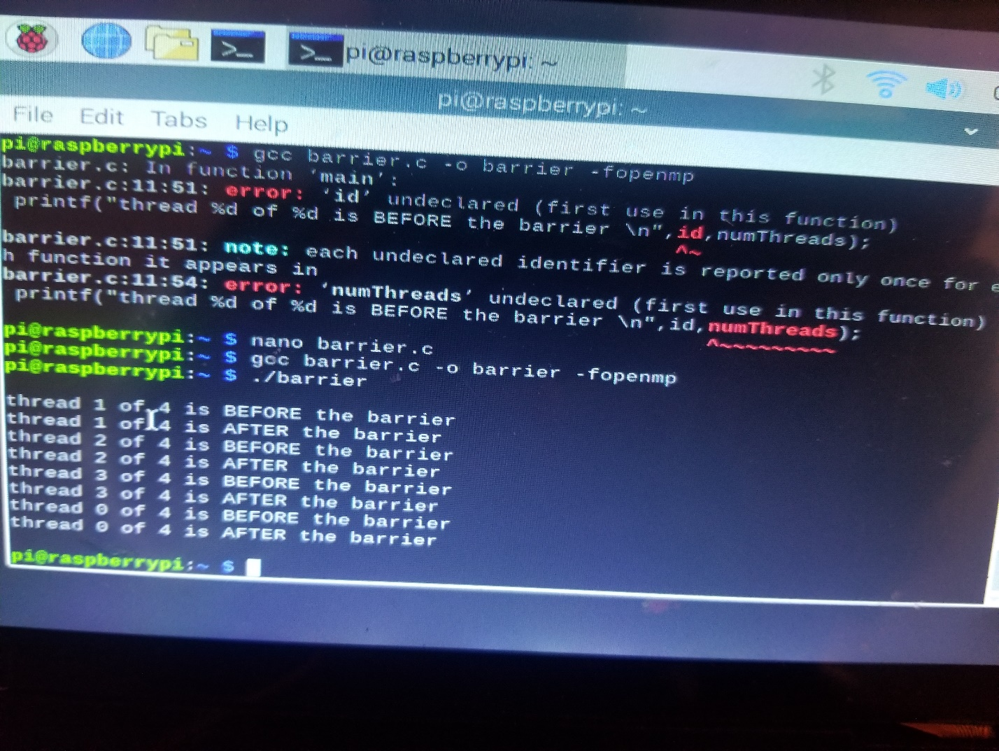 pi@raspberrypi: ~
pi@raspberrypi: ~
File Edit Tabs Help
pi@raspberrypi:~ $ gcc barrier.c -o barrier -fopenmp
barrier.c: In function ‘main’:
barrier.c:11:51: error: ‘id’ undeclared (first use in this function)
printf("thread %d of %d is BEFORE the barrier \n",id,numThreads);
^~
barrier.c:11:51: note: each undeclared identifier is reported only once for
h function it appears in
barrier.c:11:54: error: ‘numThreads’ undeclared (first use in this function)
printf("thread %d of %d is BEFORE the barrier \n",id,numThreads);
^~~~~~~~~~
pi@raspberrypi:~ $ nano barrier.c
pi@raspberrypi:~ $ gcc barrier.c -o barrier -fopenmp
pi@raspberrypi:~ $ ./barrier
thread 1 of 4 is BEFORE the barrier
thread 1 of 4 is AFTER the barrier
thread 2 of 4 is BEFORE the barrier
thread 2 of 4 is AFTER the barrier
thread 3 of 4 is BEFORE the barrier
thread 3 of 4 is AFTER the barrier
thread 0 of 4 is BEFORE the barrier
thread 0 of 4 is AFTER the barrier
pi@raspberrypi:~ $